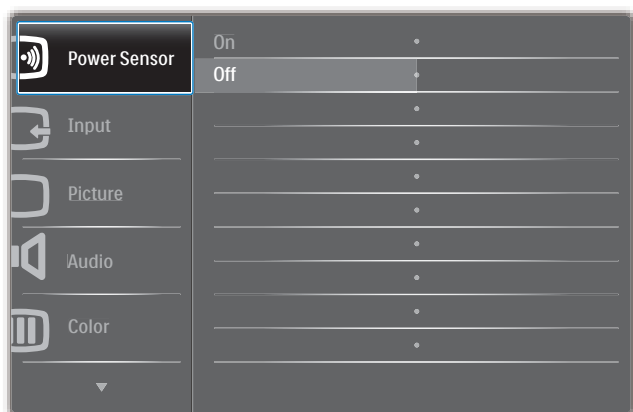 Power Sensor
On
Off
Input
Picture
Audio
Color